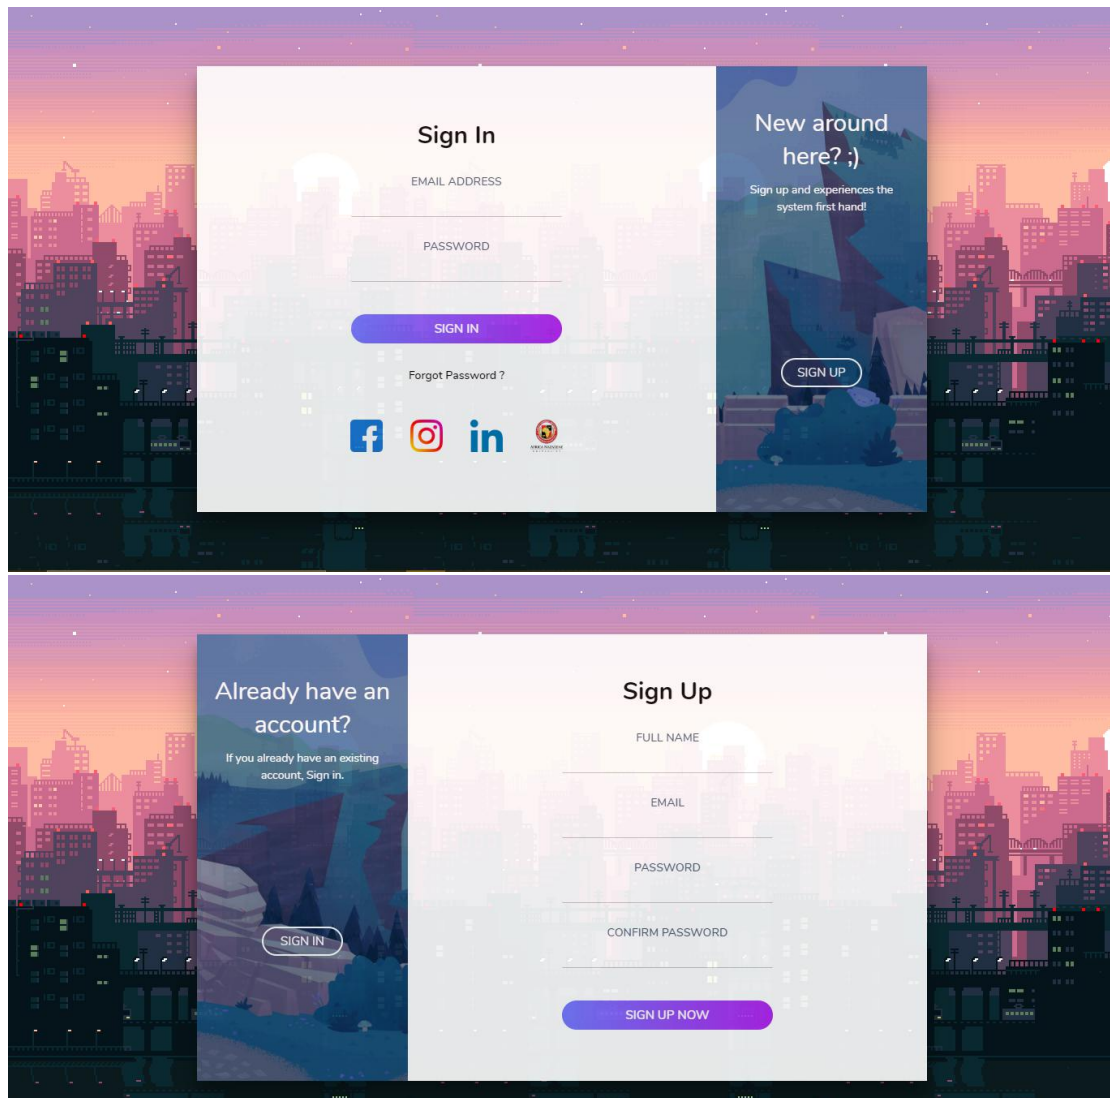 Sign In
EMAIL ADDRESS
PASSWORD
SIGN IN
Forgot Password ?
New around
here? ;)
Sign up and experiences the
system first hand!
SIGN UP
Already have an
account?
If you already have an existing
account, Sign in.
SIGN IN
Sign Up
FULL NAME
EMAIL
PASSWORD
CONFIRM PASSWORD
SIGN UP NOW